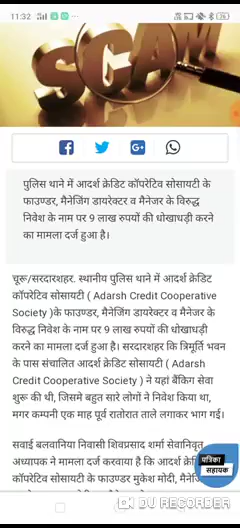 11:32
SCAM
पुलिस थाने में आदर्श क्रेडिट कॉपरेटिव सोसायटी के
फाउण्डर, मैनेजिंग डायरेक्टर व मैनेजर के विरुद्ध
निवेश के नाम पर 9 लाख रुपयों की धोखाधड़ी करने
का मामला दर्ज हुआ है।
चूरू/सरदारशहर. स्थानीय पुलिस थाने में आदर्श क्रेडिट
कॉपरेटिव सोसायटी ( Adarsh Credit Cooperative
Society )के फाउण्डर, मैनेजिंग डायरेक्टर व मैनेजर के
विरुद्ध निवेश के नाम पर 9 लाख रुपयों की धोखाधड़ी
करने का मामला दर्ज हुआ है। सरदारशहर कि त्रिमूर्ति भवन
के पास संचालित आदर्श क्रेडिट सोसायटी ( Adarsh
Credit Cooperative Society ) ने यहां बैंकिग सेवा
शुरू की थी, जिसमे बहुत सारे लोगों ने निवेश किया था,
मगर कम्पनी एक माह पूर्व रातोरात ताले लगाकर भाग गई।
सवाई बलवानिया निवासी शिवप्रसाद शर्मा सेवानिवृत
अध्यापक ने मामला दर्ज करवाया है कि आदर्श क्रेडिट
कॉपरेटिव सोसायटी के फाउण्डर मुकेश मोदी, मैनेजिं
पत्रिका
सहायक
DU RECORDER